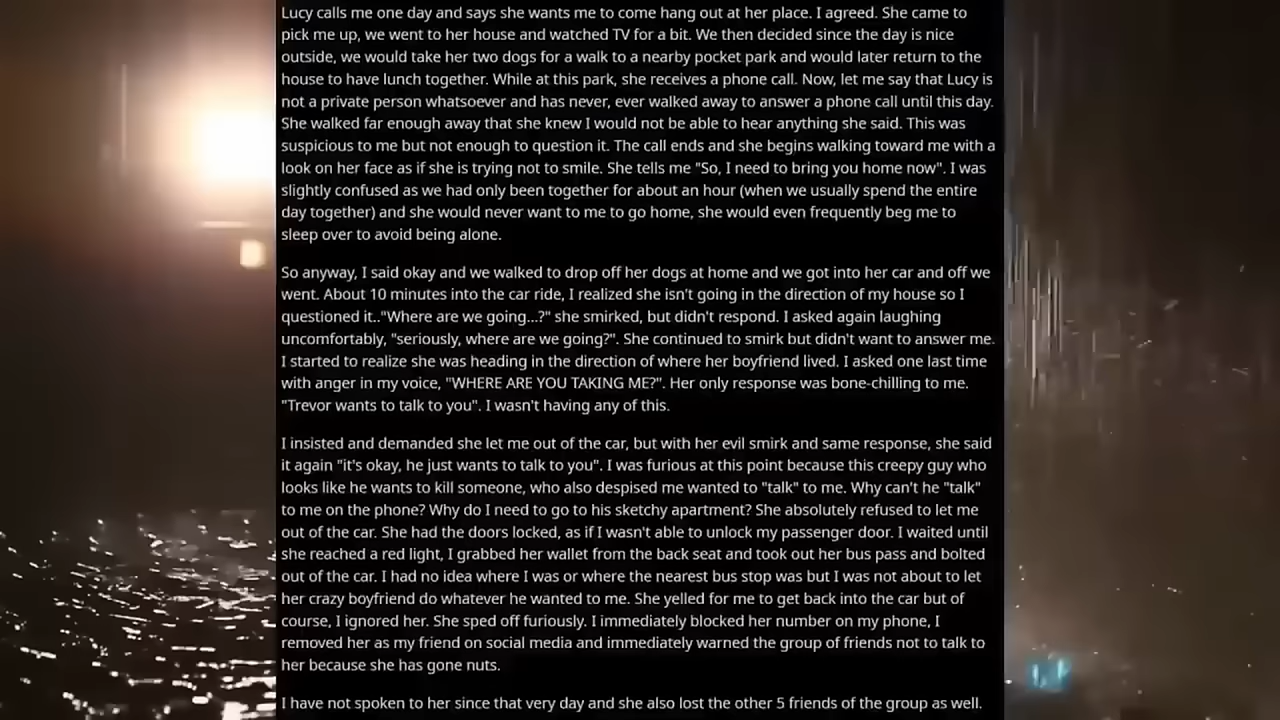 Lucy calls me one day and says she wants me to come hang out at her place. I agreed. She came to
pick me up, we went to her house and watched TV for a bit. We then decided since the day is nice
outside, we would take her two dogs for a walk to a nearby pocket park and would later return to the
house to have lunch together. While at this park, she receives a phone call. Now, let me say that Lucy is
not a private person whatsoever and has never, ever walked away to answer a phone call until this day.
She walked far enough away that she knew I would not be able to hear anything she said. This was
suspicious to me but not enough to question it. The call ends and she begins walking toward me with a
look on her face as if she is trying not to smile. She tells me "So, I need to bring you home now". I was
slightly confused as we had only been together for about an hour (when we usually spend the entire
day together) and she would never want to me to go home, she would even frequently beg me to
sleep over to avoid being alone.
So anyway, I said okay and we walked to drop off her dogs at home and we got into her car and off we
went. About 10 minutes into the car ride, I realized she isn't going in the direction of my house so I
questioned it.."Where are we going...?" she smirked, but didn't respond. I asked again laughing
uncomfortably, "seriously, where are we going?". She continued to smirk but didn't want to answer me.
I started to realize she was heading in the direction of where her boyfriend lived. I asked one last time
with anger in my voice, "WHERE ARE YOU TAKING ME?". Her only response was bone-chilling to me.
"Trevor wants to talk to you". I wasn't having any of this.
I insisted and demanded she let me out of the car, but with her evil smirk and same response, she said
it again "it's okay, he just wants to talk to you". I was furious at this point because this creepy guy who
looks like he wants to kill someone, who also despised me wanted to "talk" to me. Why can't he "talk"
to me on the phone? Why do I need to go to his sketchy apartment? She absolutely refused to let me
out of the car. She had the doors locked, as if I wasn't able to unlock my passenger door. I waited until
she reached a red light, I grabbed her wallet from the back seat and took out her bus pass and bolted
out of the car. I had no idea where I was or where the nearest bus stop was but I was not about to let
her crazy boyfriend do whatever he wanted to me. She yelled for me to get back into the car but of
course, I ignored her. She sped off furiously. I immediately blocked her number on my phone, I
removed her as my friend on social media and immediately warned the group of friends not to talk to
her because she has gone nuts.
I have not spoken to her since that very day and she also lost the other 5 friends of the group as well.